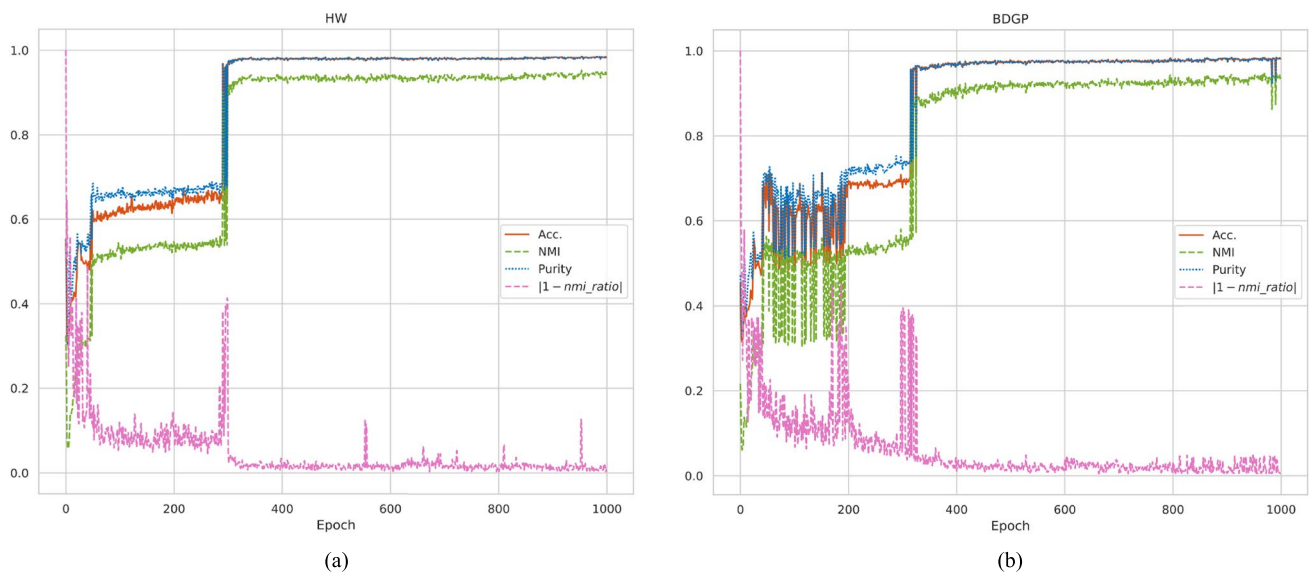 HW
1.0
0.8
0.6
0.4
0.2
0.0
Acc.
NMI
Purity
|1 − nmi_ratio|
0 200 400 600 800 1000
Epoch
(a)
BDGP
1.0
0.8
0.6
0.4
0.2
0.0
Acc.
NMI
Purity
|1 − nmi_ratio|
0 200 400 600 800 1000
Epoch
(b)